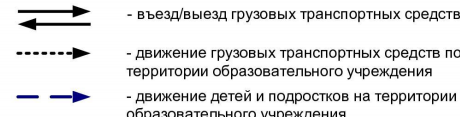 - въезд/выезд грузовых транспортных средств
- движение грузовых транспортных средств по
территории образовательного учреждения
- движение детей и подростков на территории
образовательного учреждения